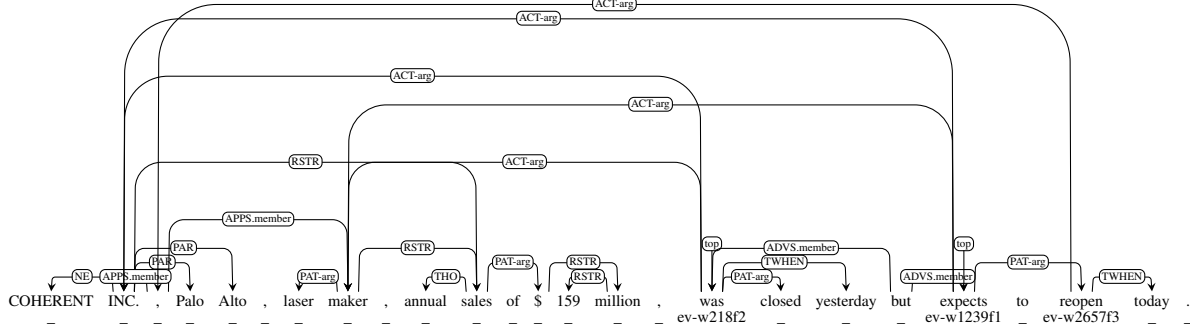 ACT-arg
ACT-arg
ACT-arg
ACT-arg
RSTR ACT-arg
APPS.member
top top
PAR RSTR ADVS.member
PAR RSTR TWHEN PAT-arg
NE APPS.member PAT-arg THO PAT-arg RSTR PAT-arg ADVS.member TWHEN
COHERENT INC. , Palo Alto , laser maker , annual sales of $ 159 million , was closed yesterday but expects to reopen today .
_ _ _ _ _ _ _ _ _ _ _ _ _ _ _ _ ev-w218f2 _ _ _ ev-w1239f1 _ ev-w2657f3 _ _